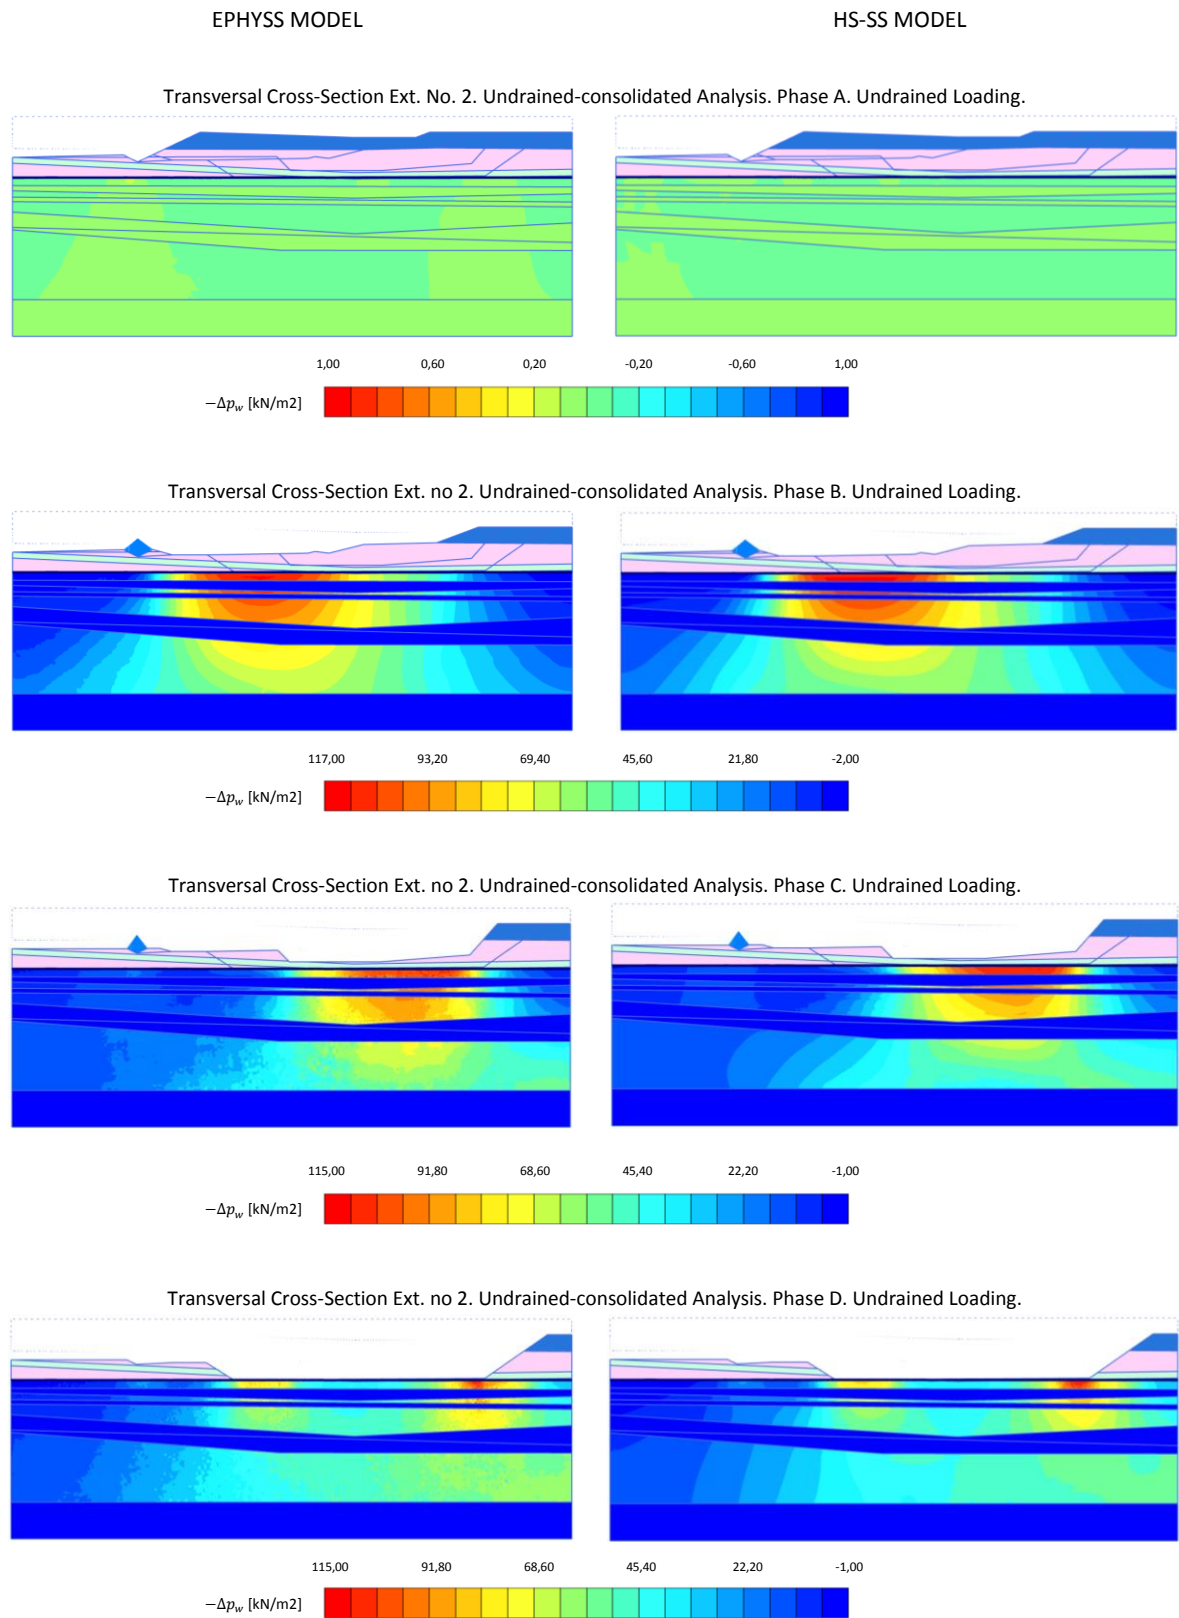 EPHYSS MODEL HS-SS MODEL
Transversal Cross-Section Ext. No. 2. Undrained-consolidated Analysis. Phase A. Undrained Loading.
1,00 0,60 0,20 -0,20 -0,60 1,00
−Δp_w [kN/m2]
Transversal Cross-Section Ext. no 2. Undrained-consolidated Analysis. Phase B. Undrained Loading.
117,00 93,20 69,40 45,60 21,80 -2,00
−Δp_w [kN/m2]
Transversal Cross-Section Ext. no 2. Undrained-consolidated Analysis. Phase C. Undrained Loading.
115,00 91,80 68,60 45,40 22,20 -1,00
−Δp_w [kN/m2]
Transversal Cross-Section Ext. no 2. Undrained-consolidated Analysis. Phase D. Undrained Loading.
115,00 91,80 68,60 45,40 22,20 -1,00
−Δp_w [kN/m2]